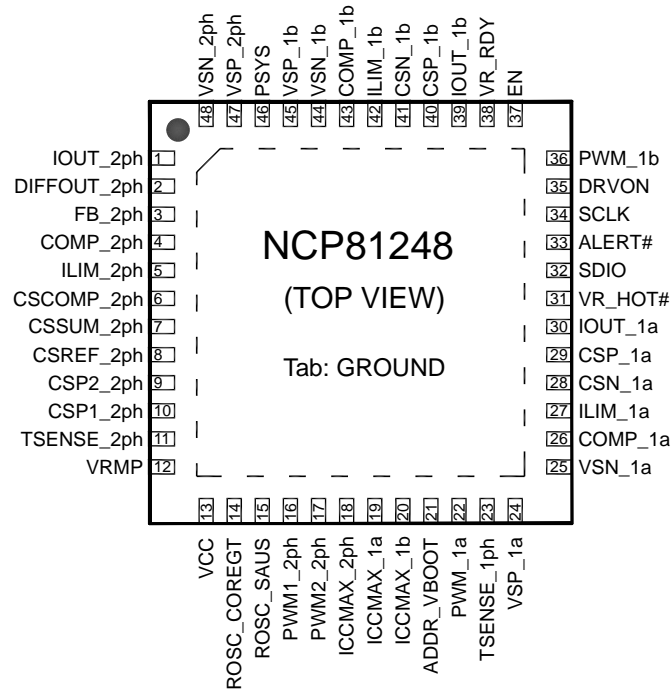 VSN_2ph
VSP_2ph
PSYS
VSP_1b
VSN_1b
COMP_1b
ILIM_1b
CSN_1b
CSP_1b
IOUT_1b
VR_RDY
EN
48
47
46
45
44
43
42
41
40
39
38
37
IOUT_2ph 1
DIFFOUT_2ph 2
FB_2ph 3
COMP_2ph 4
ILIM_2ph 5
CSCOMP_2ph 6
CSSUM_2ph 7
CSREF_2ph 8
CSP2_2ph 9
CSP1_2ph 10
TSENSE_2ph 11
VRMP 12
NCP81248
(TOP VIEW)
Tab: GROUND
36 PWM_1b
35 DRVON
34 SCLK
33 ALERT#
32 SDIO
31 VR_HOT#
30 IOUT_1a
29 CSP_1a
28 CSN_1a
27 ILIM_1a
26 COMP_1a
25 VSN_1a
13
14
15
16
17
18
19
20
21
22
23
24
VCC
ROSC_COREGT
ROSC_SAUS
PWM1_2ph
PWM2_2ph
ICCMAX_2ph
ICCMAX_1a
ICCMAX_1b
ADDR_VBOOT
PWM_1a
TSENSE_1ph
VSP_1a